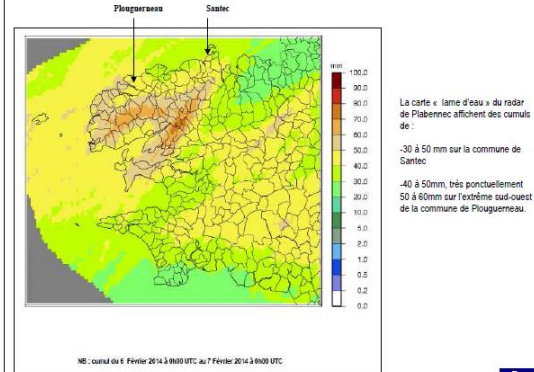 Plouguerneau Santec
mm
100.0
90.0
80.0
70.0
60.0
50.0
40.0
30.0
20.0
10.0
5.0
2.0
1.0
0.5
0.2
0.0
La carte « lame d'eau » du radar
de Plabennec affichent des cumuls
de :
-30 à 50 mm sur la commune de
Santec
-40 à 50mm, très ponctuellement
50 à 60mm sur l'extrême sud-ouest
de la commune de Plouguerneau.
NB : cumul du 6 Février 2014 à 0h00 UTC au 7 Février 2014 à 0h00 UTC